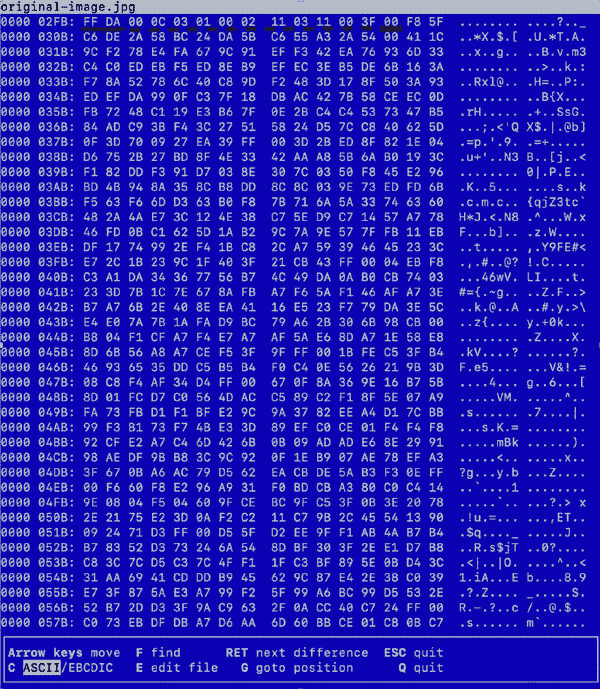 original-image.jpg
0000 02FB: FF DA 00 0C 03 01 00 02 11 03 11 00 3F 00 F8 5F ........ ....?.._
0000 030B: C6 2A 9A 58 BC 24 A1 5B C6 55 A3 2A 54 06 41 1C .*.X.$.[ .U.*T.A.
0000 031B: 9C F2 78 E4 FA 67 9C 91 EF F3 42 EA 76 93 6D 33 ..x..g.. ..B.v.m3
0000 032B: C4 C0 ED EB F5 ED 8E B9 EF EC 3E B5 DE 6B 16 3A ........ ..>..k.:
0000 033B: F7 8A 52 78 6C 40 C8 9D F2 48 3D 17 8F 50 3A 93 ..Rxl@.. .H=..P:.
0000 034B: ED EF DA 99 0F C3 7F 18 DB AC 42 7B 58 CE EC 0D ........ ..B{X...
0000 035B: FB 72 48 C1 19 E3 B6 7F 0E 2B C4 C4 53 73 47 B5 .rH..... .+..SsG.
0000 036B: 84 AD C9 3B F4 3C 27 51 58 24 D5 7C C8 40 62 5D ...;.<'Q X$.|.@b]
0000 037B: 0F 3D 70 09 27 EA 39 FF 00 3D 2B ED 8F 82 1E 04 .=p.'.9. .=+.....
0000 038B: D6 75 2B 27 BD 8F 4E 33 42 AA A8 5B 6A B0 19 3C .u+'..N3 B..[j..<
0000 039B: F1 82 DD F3 91 D7 03 8E 30 7C 03 50 F8 45 E2 96 ........ 0|.P.E..
0000 03AB: BD 4B 94 8A 35 8C B8 DD 8C 8C 03 9E 73 ED FD 6B .K..5... ....s..k
0000 03BB: F5 63 F6 6D D3 63 B0 F8 7B 71 6A 5A 33 74 63 60 .c.m.c.. {qjZ3tc`
0000 03CB: 48 2A 4A E7 3C 12 4E 38 C7 5E D9 C7 14 57 A7 78 H*J.<.N8 .^...W.x
0000 03DB: 46 FD 0B C1 62 5D 1A B2 9C 7A 9E 57 7F FB 11 EB F...b].. .z.W....
0000 03EB: DF 17 74 99 2E F4 1B C8 2C A7 59 39 46 45 23 3C ..t..... ,.Y9FE#<
0000 03FB: E7 2C 1B 23 9C 1F 40 3F 21 CB 43 FF 00 04 EB F8 .,.#..@? !.C.....
0000 040B: C3 A1 DA 34 36 77 56 B7 4C 49 DA 0A B0 CB 74 03 ...46wV. LI....t.
0000 041B: 23 3D 7B 1C 7E 67 8A FB A7 F6 5A F1 46 AF A7 3E #={.~g.. ..Z.F..>
0000 042B: B7 A7 6B 2E 40 8E EA 41 16 E5 23 F7 79 DA 3E 5C ..k.@..A ..#.y.>\
0000 043B: E4 E0 7A 7B 1A FA D9 BC 79 A6 2B 30 6B 98 CB 00 ..z{.... y.+0k...
0000 044B: B8 04 F1 CF A7 F4 E7 A7 AF 5A E6 8D A7 1E 58 E8 ........ .Z....X.
0000 045B: 8D 6B 56 A8 A7 CE F5 3F 9F FF 00 1B FE C5 3F B4 .kV....? ......?.
0000 046B: 46 93 65 35 DD C5 B5 B4 F0 C4 0E 56 26 21 9B 3D F.e5.... ...V&!.=
0000 047B: 08 C8 F4 AF 34 D4 FF 00 67 0F 8A 36 9E 16 B7 5B ....4... g..6...[
0000 048B: 8D 01 FC D7 C0 56 4D AC C5 89 C2 F1 8F 5E 07 A9 .....VM. .....^..
0000 049B: FA 73 FB D1 F1 BF E2 9C 9A 37 82 EE A4 D1 7C BB .s...... .7....|.
0000 04AB: 99 F3 B1 73 F7 4B E3 3D 89 EF C0 CE 01 F4 F4 F8 ...s.K.= ........
0000 04BB: 92 CF E2 A7 C4 6D 42 6B 0B 09 AD AD E6 8E 29 91 .....mBk ......).
0000 04CB: 98 AE DF 9B B8 3C 9C 92 0F 1E B9 07 AE 78 EF A3 .....<.. .....x..
0000 04DB: 3F 67 0B A6 AC 79 D5 62 EA CB DE 5A B3 F3 0E FF ?g...y.b ...Z....
0000 04EB: 00 F6 60 F8 E2 96 A9 31 F0 BD CB A3 80 C0 C4 14 ..`....1 ........
0000 04FB: 9E 08 04 F5 04 60 9F CE BC 9F C5 3F 0B 3E 20 78 .....`.. ...?.> x
0000 050B: 2E 21 75 E2 3D 0A F2 C2 11 C7 9B 2C 45 54 13 90 .!u.=... ...,ET..
0000 051B: 09 24 71 D3 FF 00 D5 5F D2 EE 9F F1 AB 4A B7 B4 .$q...._ .....J..
0000 052B: B7 83 52 D3 73 24 6A 54 8D BF 30 3F 2E E1 D7 B8 ..R.s$jT ..0?....
0000 053B: C8 3C 7C D5 C3 7C 4F F1 1F C3 BF 89 5E 0B D4 3C .<|..|O. ....^..<
0000 054B: 31 AA 69 41 CD DD B9 45 62 9C 87 E4 2E 38 C0 39 1.iA...E b....8.9
0000 055B: E7 3F 87 5A E3 A7 99 F2 5F 99 A6 BC 99 D5 53 2E .?.Z.... _.....S.
0000 056B: 52 B7 2D D3 3F 9A C9 63 2F 0A CC 40 C7 24 FF 00 R.-.?..c /..@.$..
0000 057B: C0 73 EB DF DB A7 D6 AA 6D 60 BB CE 01 C8 0B C7 .s...... m`......
Arrow keys move F find RET next difference ESC quit
C ASCII/EBCDIC E edit file G goto position Q quit